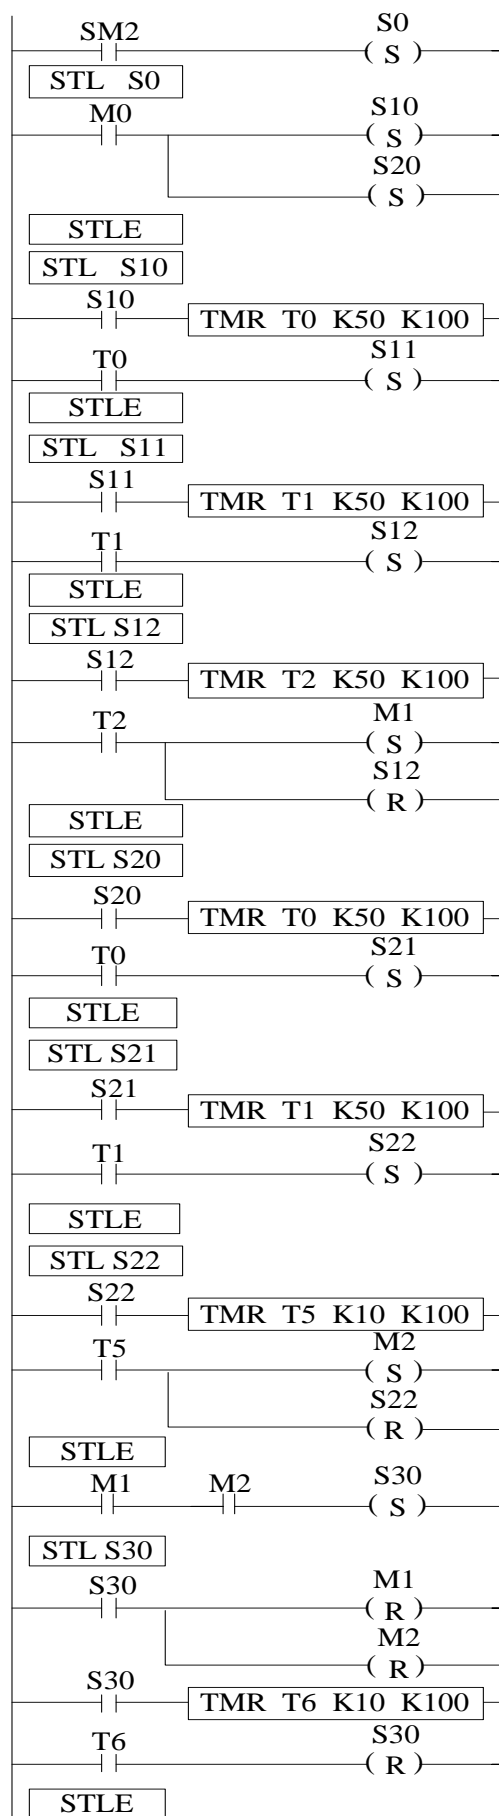 SM2 S0
( S )
STL S0
M0 S10
( S )
S20
( S )
STLE
STL S10
S10
TMR T0 K50 K100
T0 S11
( S )
STLE
STL S11
S11
TMR T1 K50 K100
T1 S12
( S )
STLE
STL S12
S12
TMR T2 K50 K100
T2 M1
( S )
S12
( R )
STLE
STL S20
S20
TMR T0 K50 K100
T0 S21
( S )
STLE
STL S21
S21
TMR T1 K50 K100
T1 S22
( S )
STLE
STL S22
S22
TMR T5 K10 K100
T5 M2
( S )
S22
( R )
STLE
M1 M2 S30
( S )
STL S30
S30 M1
( R )
M2
( R )
S30
TMR T6 K10 K100
T6 S30
( R )
STLE